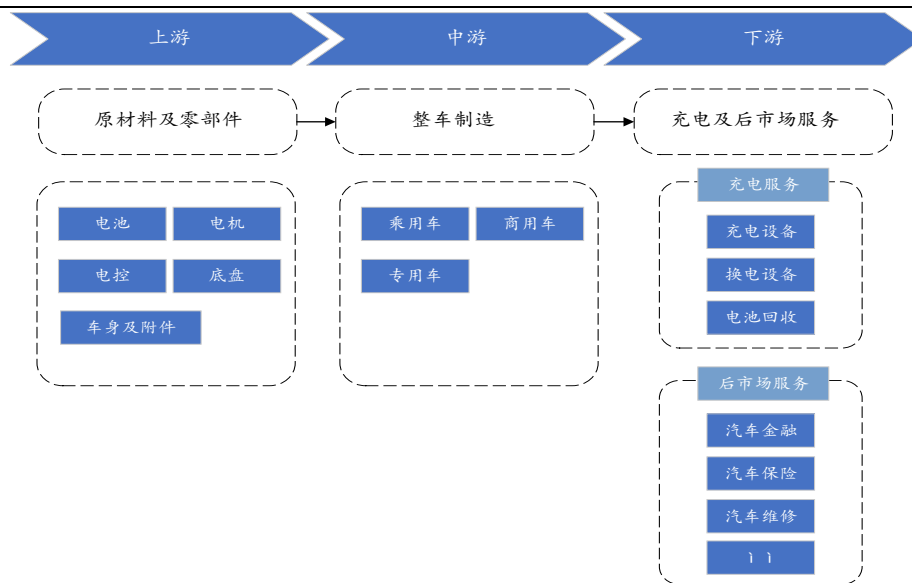 上游
中游
下游
原材料及零部件
整车制造
充电及后市场服务
电池
电机
电控
底盘
车身及附件
乘用车
商用车
专用车
充电服务
充电设备
换电设备
电池回收
后市场服务
汽车金融
汽车保险
汽车维修